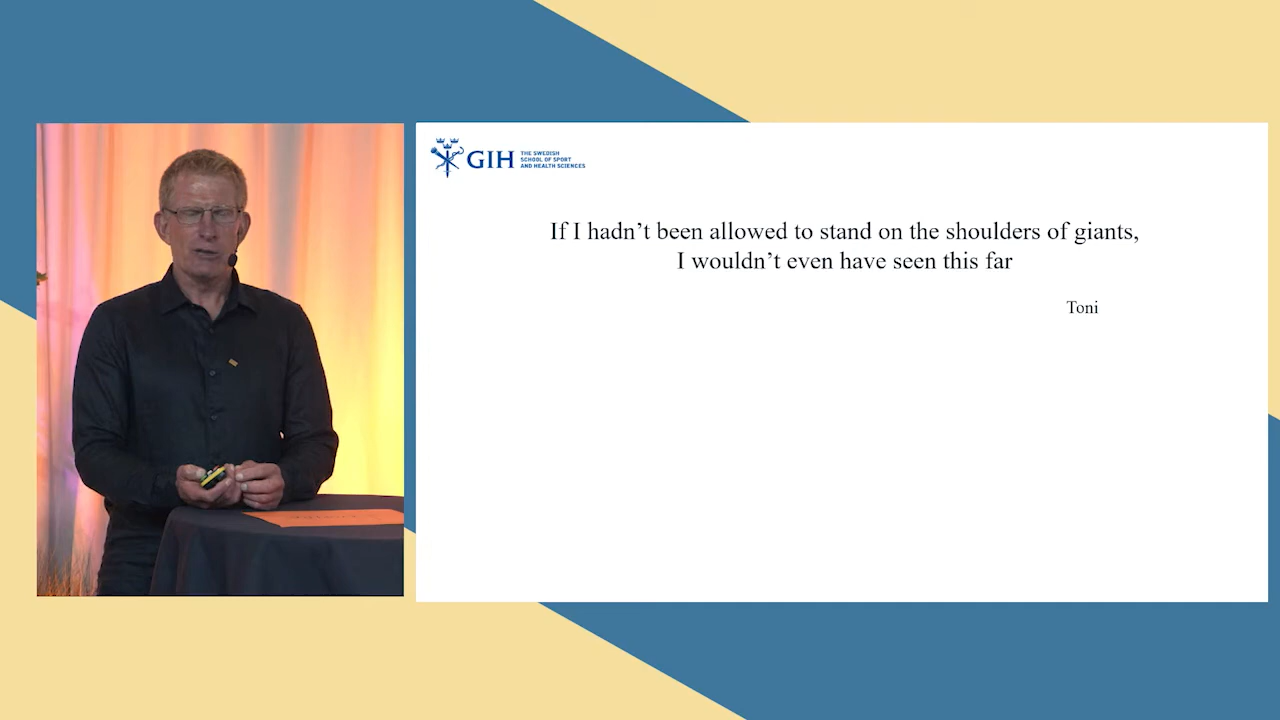 GIH
THE SWEDISH
SCHOOL OF SPORT
AND HEALTH SCIENCES
If I hadn’t been allowed to stand on the shoulders of giants,
I wouldn’t even have seen this far
Toni